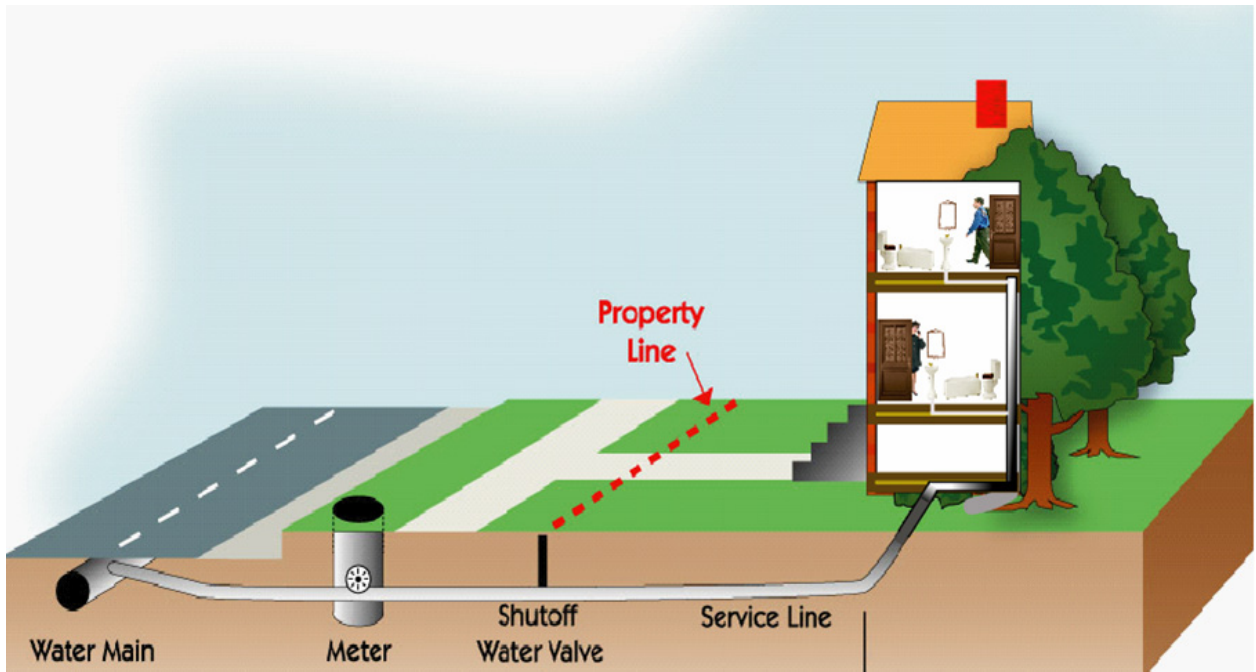 Property
Line
Water Main
Meter
Shutoff
Water Valve
Service Line